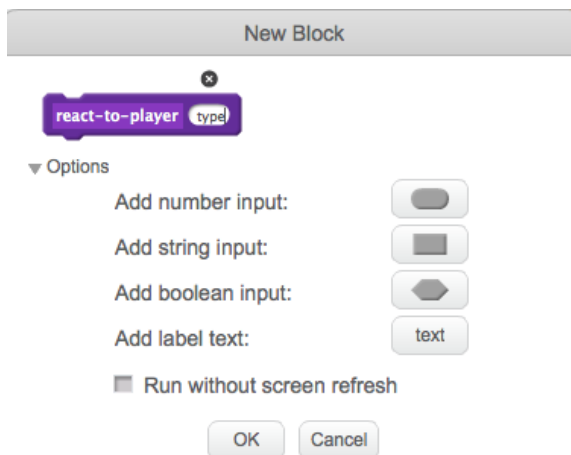 New Block
react-to-player type
Options
Add number input:
Add string input:
Add boolean input:
Add label text: text
Run without screen refresh
OK Cancel